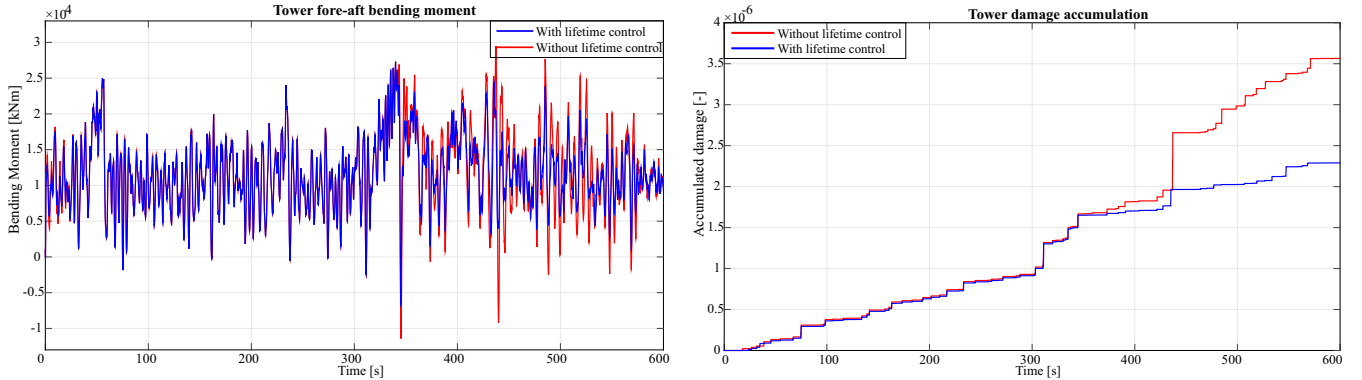 Tower fore-aft bending moment
×10⁴
With lifetime control
Without lifetime control
3
2.5
2
1.5
1
0.5
0
-0.5
-1
Bending Moment [kNm]
0 100 200 300 400 500 600
Time [s]
Tower damage accumulation
×10⁻⁶
Without lifetime control
With lifetime control
4
3.5
3
2.5
2
1.5
1
0.5
0
Accumulated damage [-]
0 100 200 300 400 500 600
Time [s]